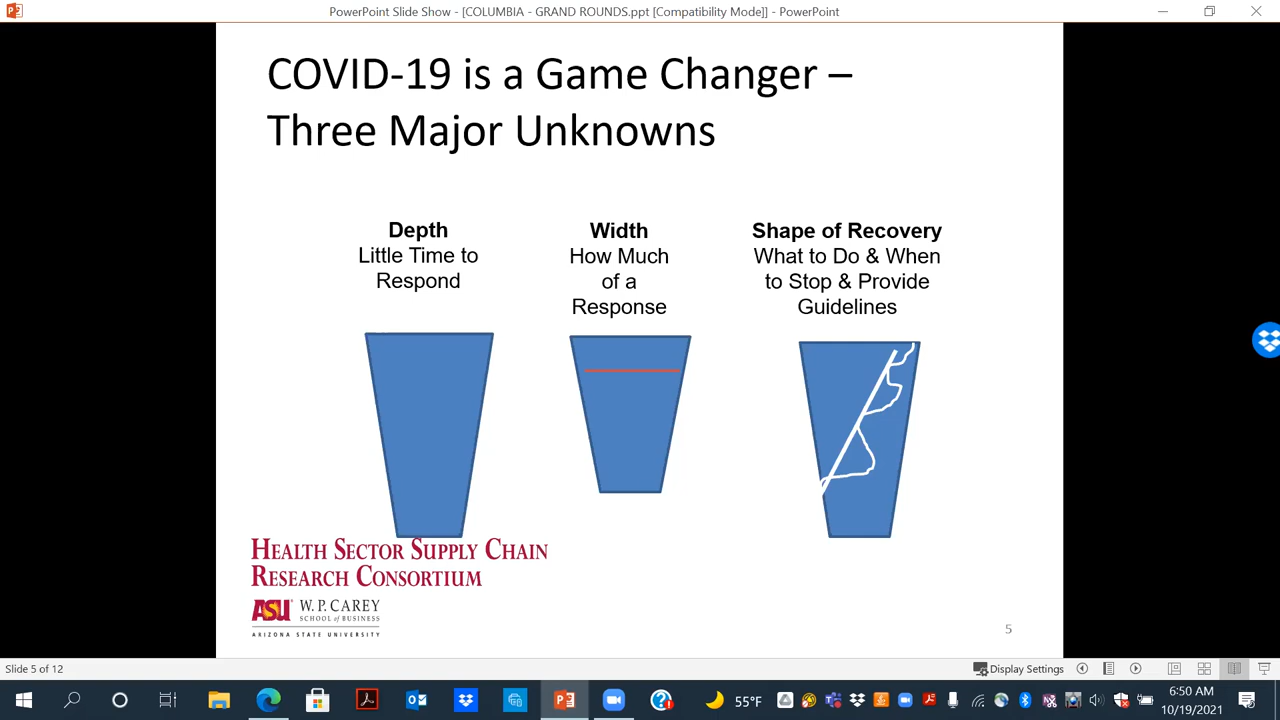 PowerPoint Slide Show - [COLUMBIA - GRAND ROUNDS.ppt [Compatibility Mode]] - PowerPoint
COVID-19 is a Game Changer –
Three Major Unknowns
Depth
Little Time to
Respond
Width
How Much
of a
Response
Shape of Recovery
What to Do & When
to Stop & Provide
Guidelines
HEALTH SECTOR SUPPLY CHAIN
RESEARCH CONSORTIUM
ASU W. P. CAREY
SCHOOL of BUSINESS
ARIZONA STATE UNIVERSITY
5
Slide 5 of 12
Display Settings
55°F
6:50 AM
10/19/2021